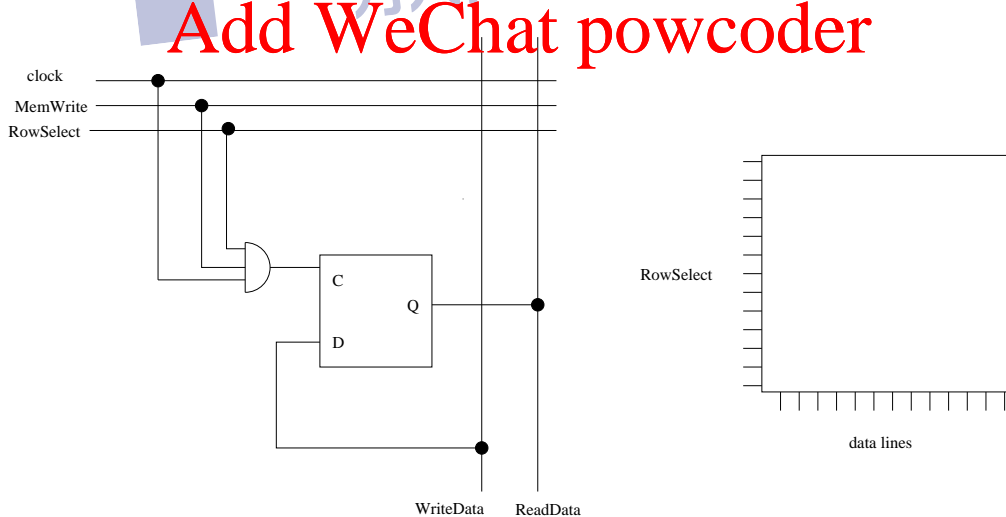 Add WeChat powcoder
clock
MemWrite
RowSelect
C
Q
D
WriteData ReadData
RowSelect
data lines